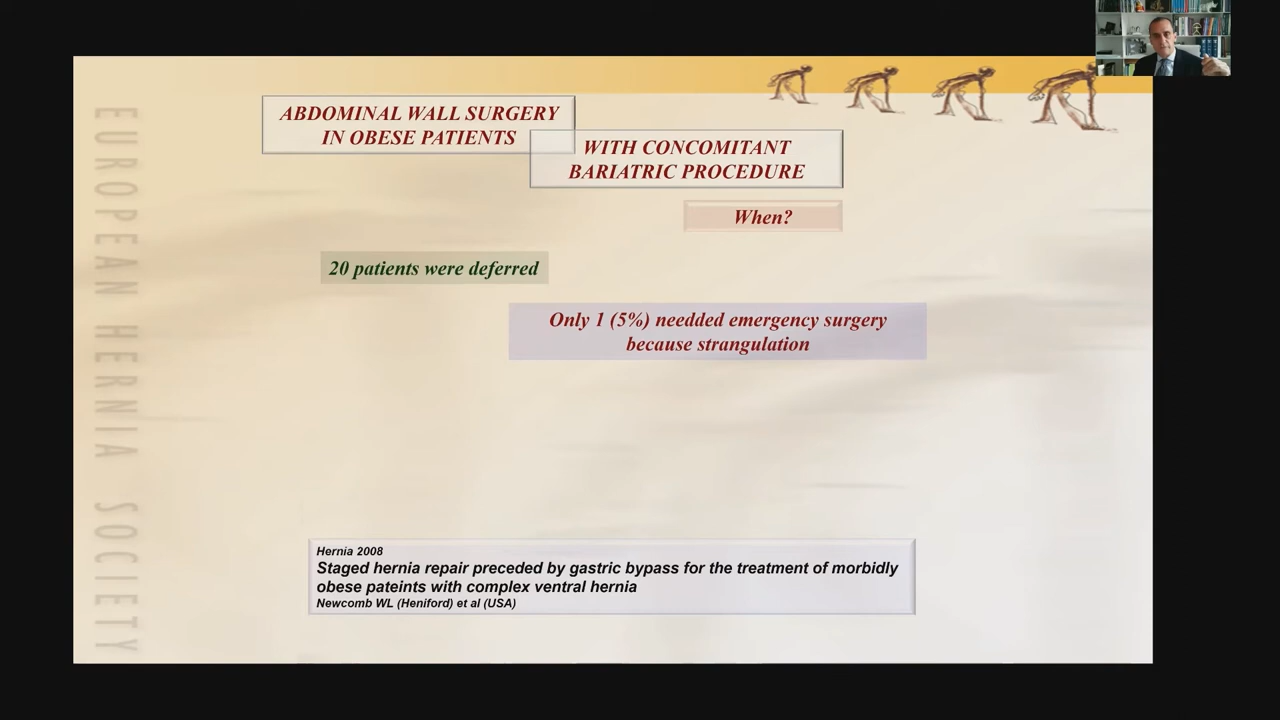 ABDOMINAL WALL SURGERY
IN OBESE PATIENTS
WITH CONCOMITANT
BARIATRIC PROCEDURE
When?
20 patients were deferred
Only 1 (5%) needded emergency surgery
because strangulation
Hernia 2008
Staged hernia repair preceded by gastric bypass for the treatment of morbidly
obese pateints with complex ventral hernia
Newcomb WL (Heniford) et al (USA)
EUROPEAN HERNIA SOCIETY